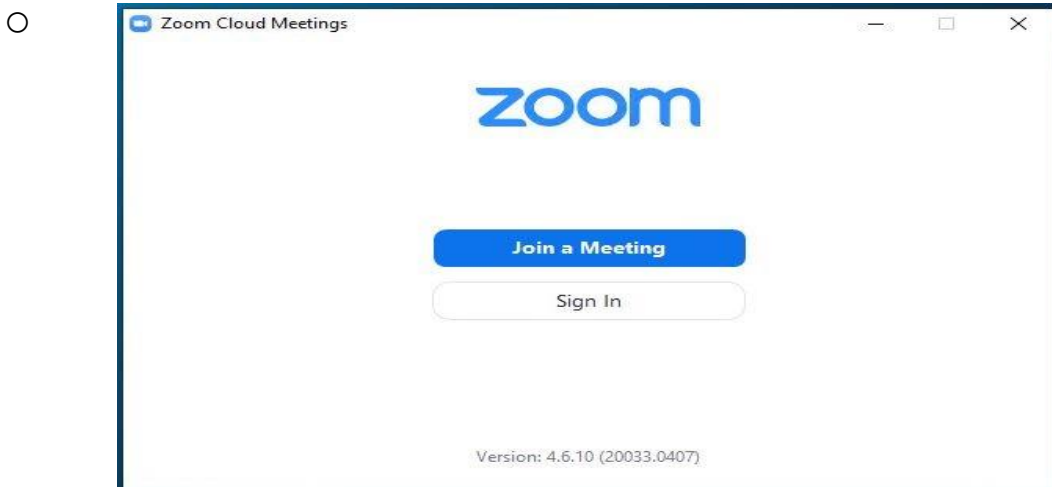 Zoom Cloud Meetings
zoom
Join a Meeting
Sign In
Version: 4.6.10 (20033.0407)